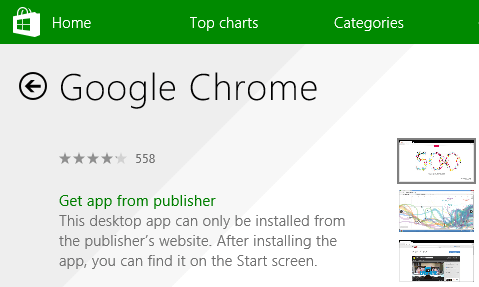 Home Top charts Categories
Google Chrome
558
Get app from publisher
This desktop app can only be installed from
the publisher's website. After installing the
app, you can find it on the Start screen.